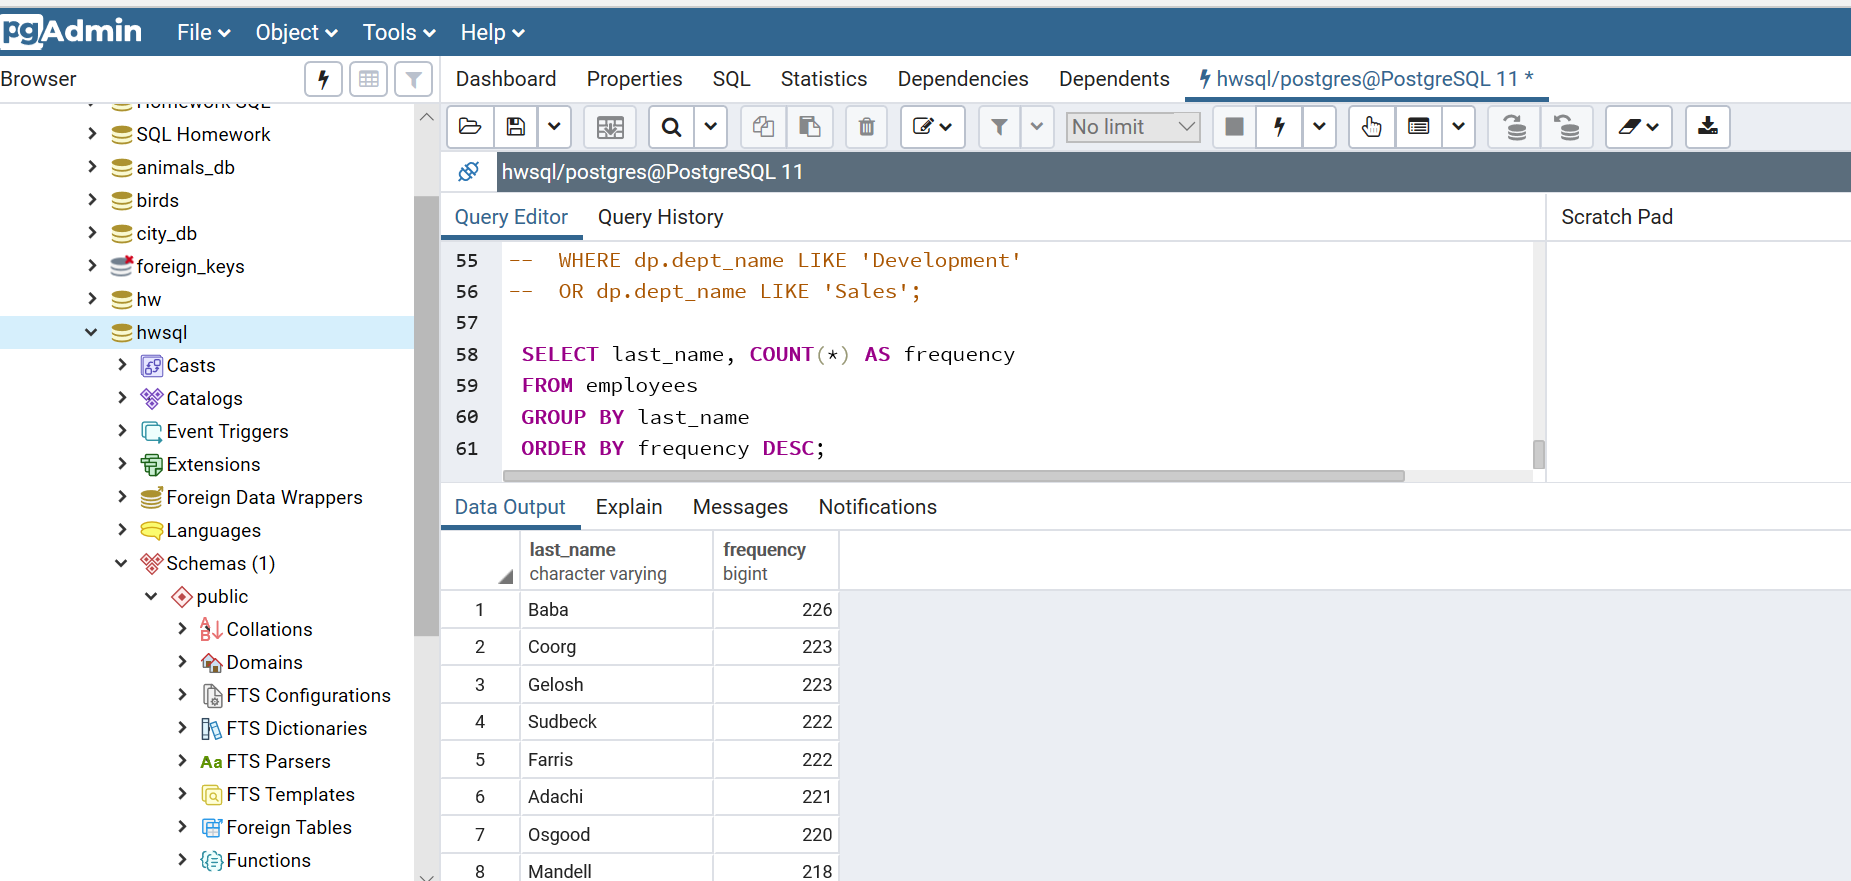 pgAdmin File Object Tools Help
Browser
Dashboard Properties SQL Statistics Dependencies Dependents hwsql/postgres@PostgreSQL 11 *
No limit
hwsql/postgres@PostgreSQL 11
Query Editor Query History
Scratch Pad
Homework SQL
SQL Homework
animals_db
birds
city_db
foreign_keys
hw
hwsql
Casts
Catalogs
Event Triggers
Extensions
Foreign Data Wrappers
Languages
Schemas (1)
public
Collations
Domains
FTS Configurations
FTS Dictionaries
Aa FTS Parsers
FTS Templates
Foreign Tables
Functions
55 -- WHERE dp.dept_name LIKE 'Development'
56 -- OR dp.dept_name LIKE 'Sales';
57
58 SELECT last_name, COUNT(*) AS frequency
59 FROM employees
60 GROUP BY last_name
61 ORDER BY frequency DESC;
Data Output Explain Messages Notifications
last_name frequency
character varying bigint
1 Baba 226
2 Coorg 223
3 Gelosh 223
4 Sudbeck 222
5 Farris 222
6 Adachi 221
7 Osgood 220
8 Mandell 218